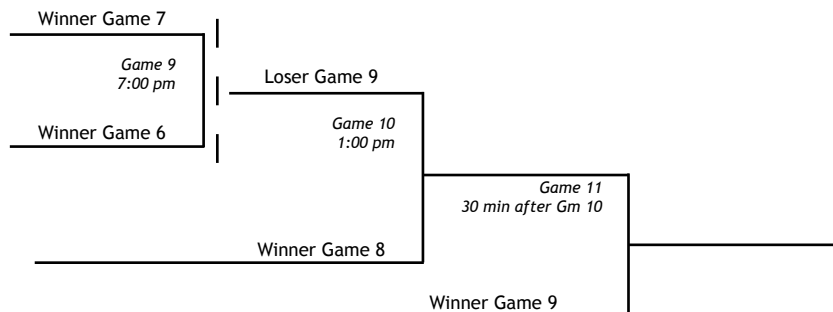 Winner Game 7
Game 9
7:00 pm
Loser Game 9
Winner Game 6
Game 10
1:00 pm
Game 11
30 min after Gm 10
Winner Game 8
Winner Game 9